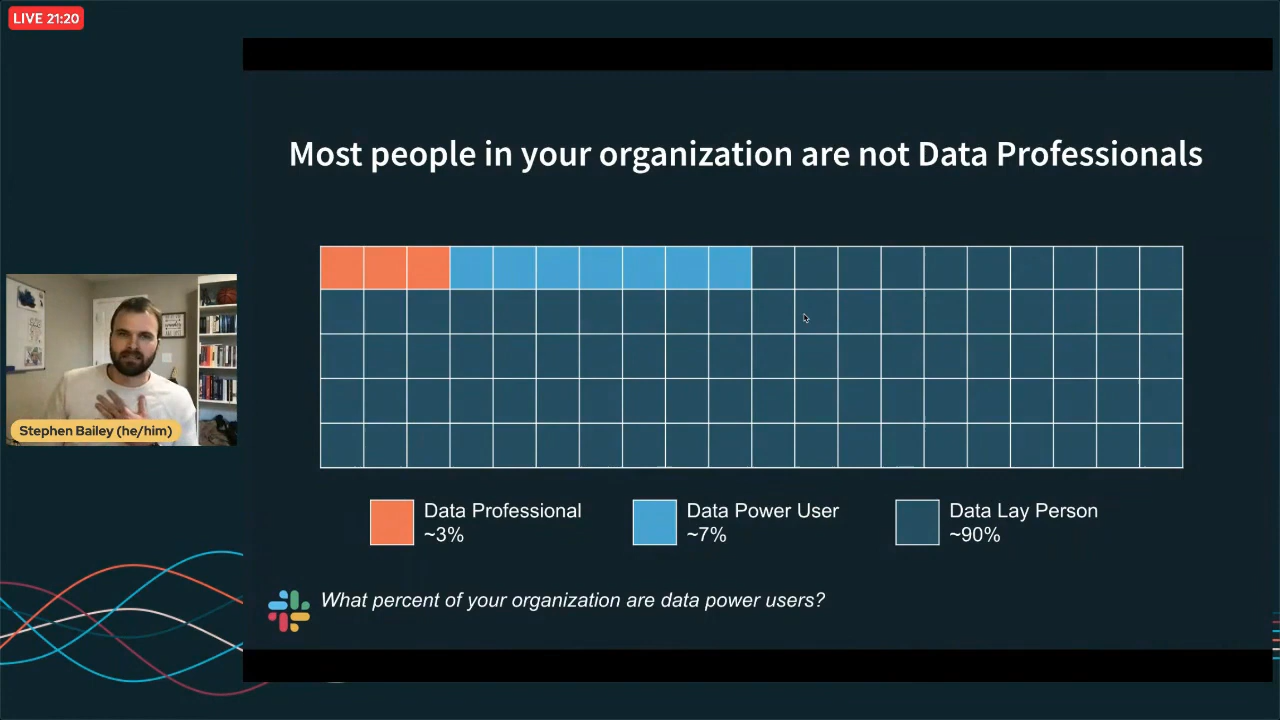 LIVE 21:20
Most people in your organization are not Data Professionals
Stephen Bailey (he/him)
Data Professional
~3%
Data Power User
~7%
Data Lay Person
~90%
What percent of your organization are data power users?